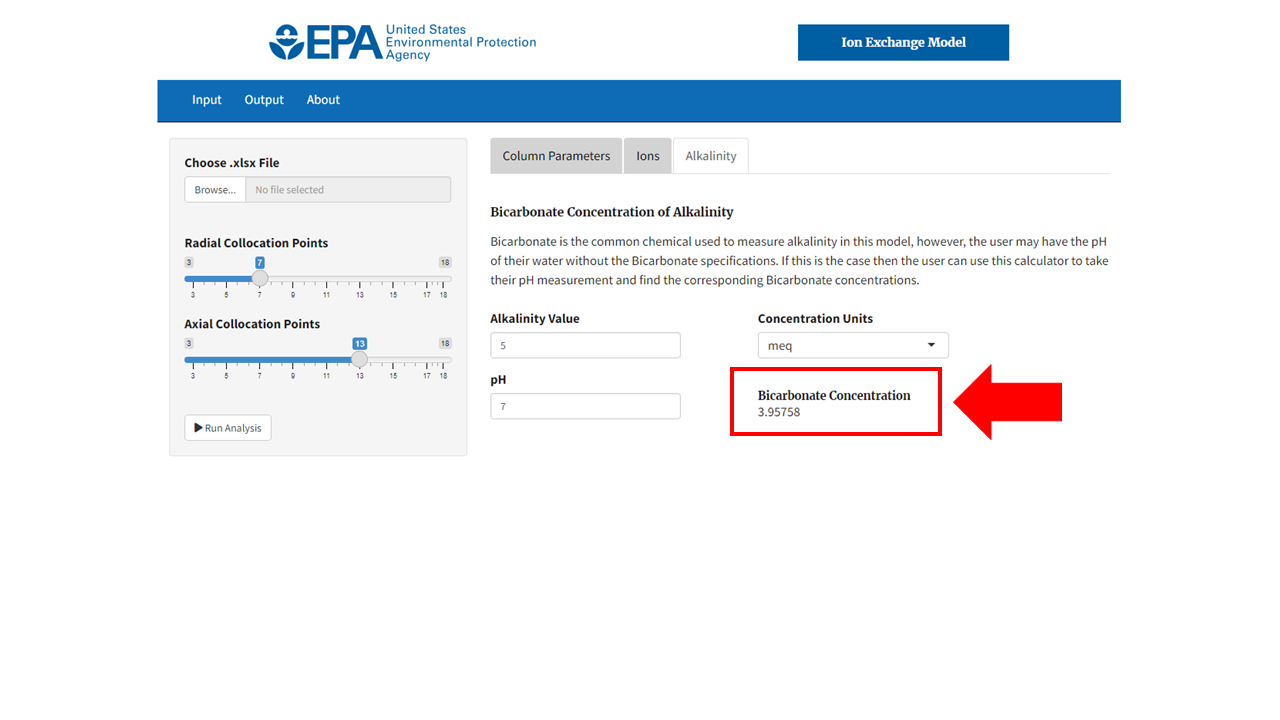 EPA United States
Environmental Protection
Agency
Ion Exchange Model
Input Output About
Choose .xlsx File
Browse... No file selected
Radial Collocation Points
3 7 18
3 5 7 9 11 13 15 17 18
Axial Collocation Points
3 13 18
3 5 7 9 11 13 15 17 18
Run Analysis
Column Parameters Ions Alkalinity
Bicarbonate Concentration of Alkalinity
Bicarbonate is the common chemical used to measure alkalinity in this model, however, the user may have the pH
of their water without the Bicarbonate specifications. If this is the case then the user can use this calculator to take
their pH measurement and find the corresponding Bicarbonate concentrations.
Alkalinity Value
5
Concentration Units
meq
pH
7
Bicarbonate Concentration
3.95758